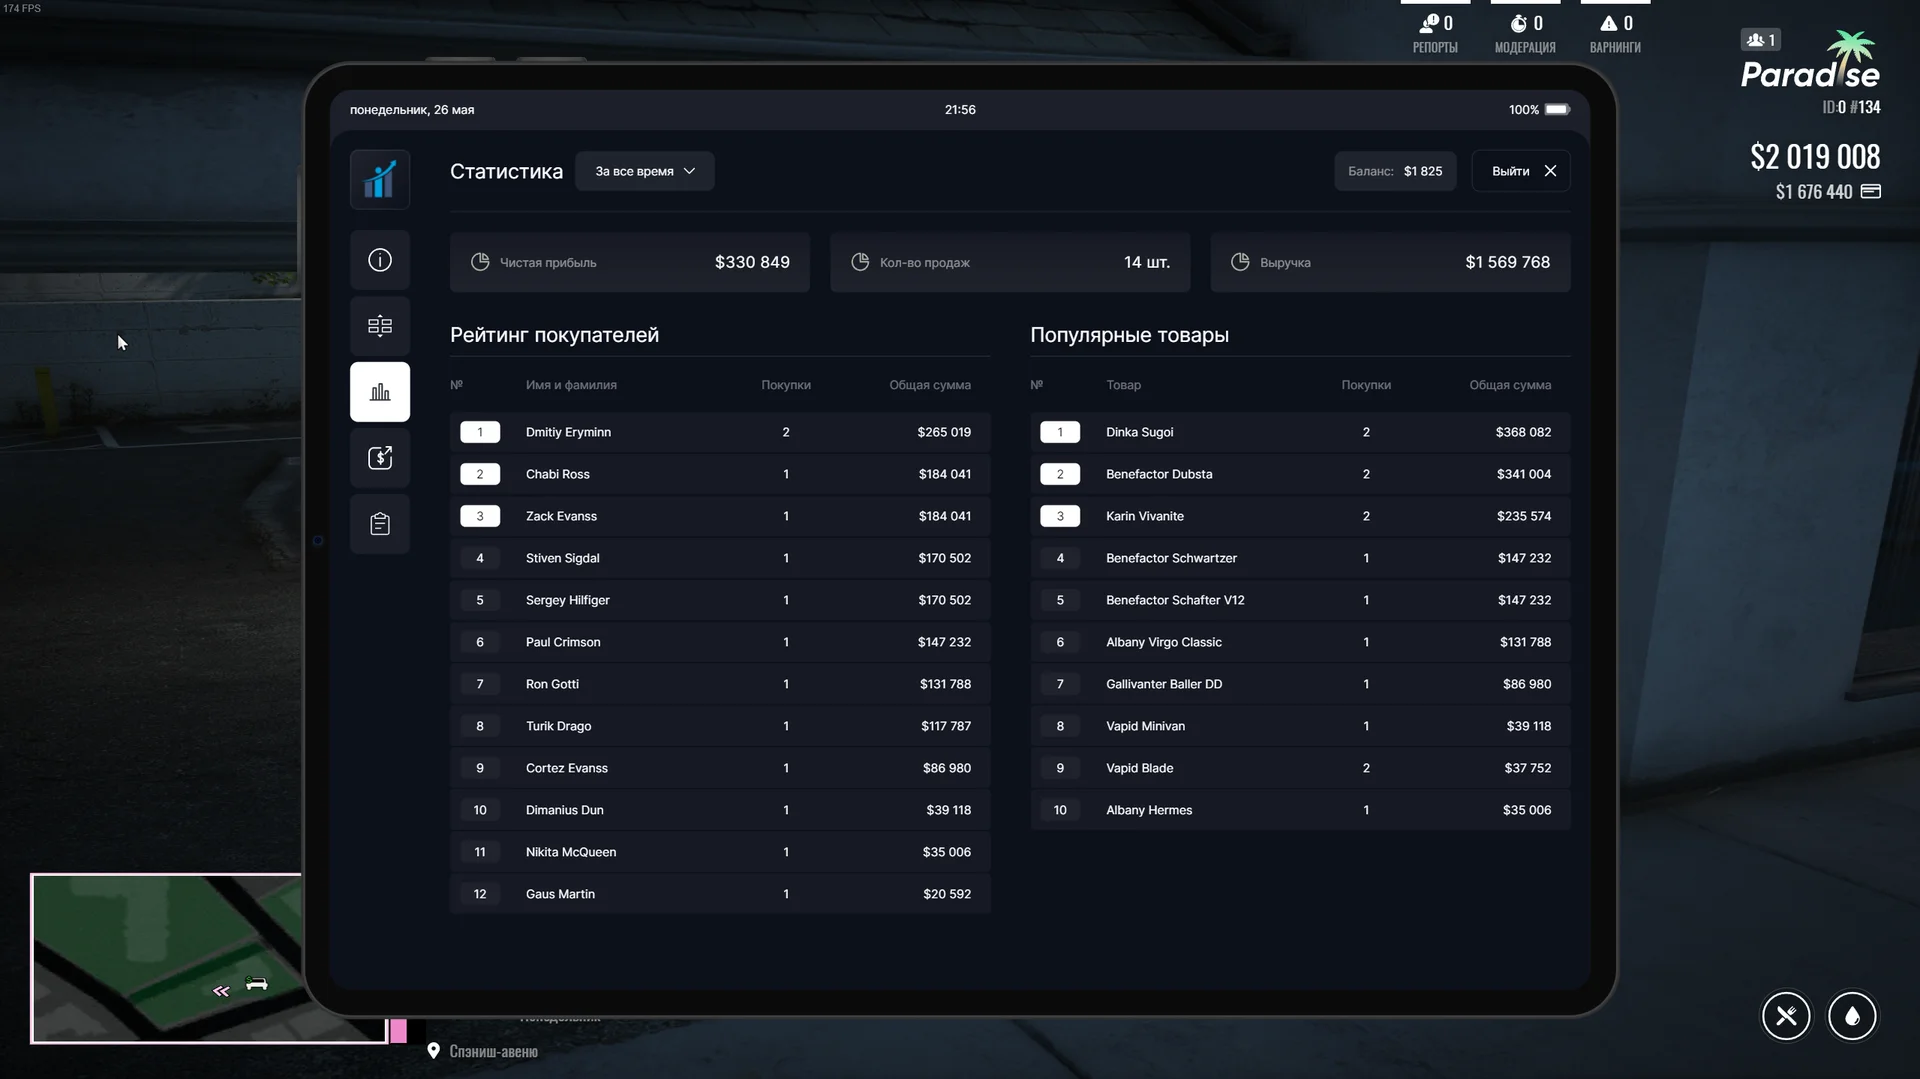 174 FPS
0 РЕПОРТЫ
0 МОДЕРАЦИЯ
0 ВАРНИНГИ
1
Paradise
ID:0 #134
$2 019 008
$1 676 440
понедельник, 26 мая
21:56
100%
Статистика
За все время
Баланс: $1 825
Выйти
Чистая прибыль $330 849
Кол-во продаж 14 шт.
Выручка $1 569 768
Рейтинг покупателей
№ Имя и фамилия Покупки Общая сумма
1 Dmitiy Eryminn 2 $265 019
2 Chabi Ross 1 $184 041
3 Zack Evanss 1 $184 041
4 Stiven Sigdal 1 $170 502
5 Sergey Hilfiger 1 $170 502
6 Paul Crimson 1 $147 232
7 Ron Gotti 1 $131 788
8 Turik Drago 1 $117 787
9 Cortez Evanss 1 $86 980
10 Dimanius Dun 1 $39 118
11 Nikita McQueen 1 $35 006
12 Gaus Martin 1 $20 592
Популярные товары
№ Товар Покупки Общая сумма
1 Dinka Sugoi 2 $368 082
2 Benefactor Dubsta 2 $341 004
3 Karin Vivanite 2 $235 574
4 Benefactor Schwartzer 1 $147 232
5 Benefactor Schafter V12 1 $147 232
6 Albany Virgo Classic 1 $131 788
7 Gallivanter Baller DD 1 $86 980
8 Vapid Minivan 1 $39 118
9 Vapid Blade 2 $37 752
10 Albany Hermes 1 $35 006
Спэниш-авеню